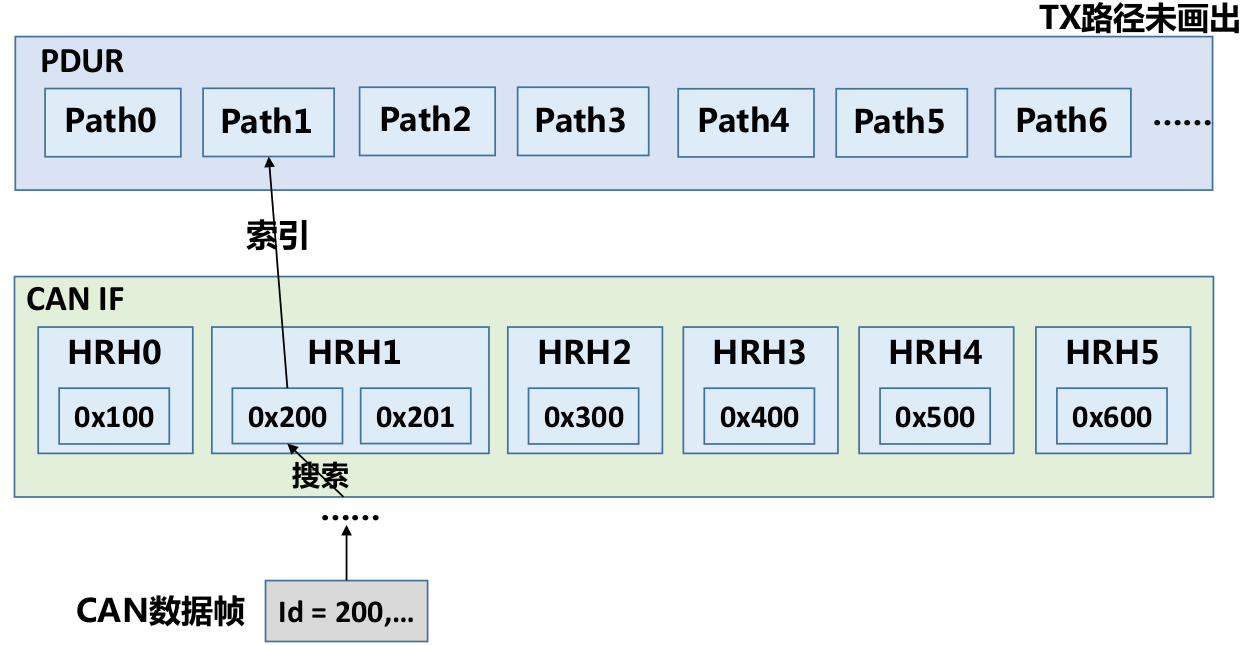 TX路径未画出
PDUR
Path0
Path1
Path2
Path3
Path4
Path5
Path6
……
索引
CAN IF
HRH0
HRH1
HRH2
HRH3
HRH4
HRH5
0x100
0x200
0x201
0x300
0x400
0x500
0x600
搜索
……
CAN数据帧
Id = 200,…